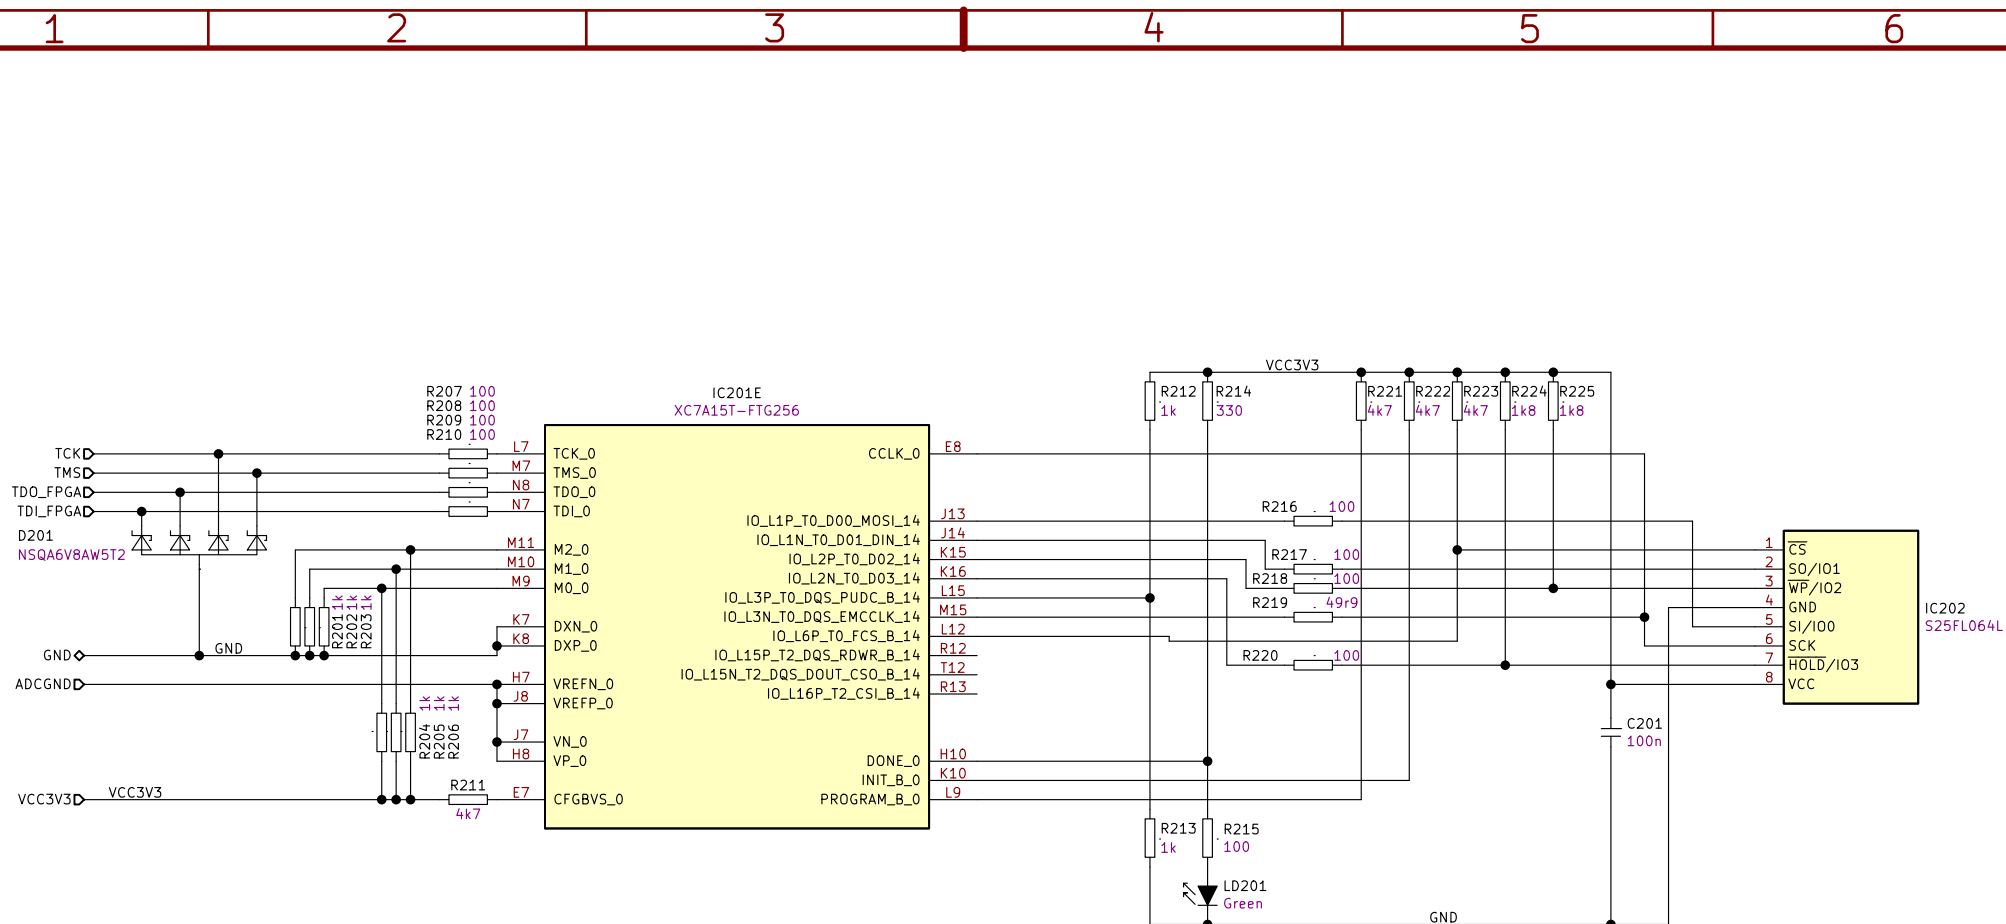 1 2 3 4 5 6
VCC3V3
R207 100
R208 100
R209 100
R210 100
IC201E
XC7A15T-FTG256
R212 1k
R214 330
R221 4k7
R222 4k7
R223 4k7
R224 1k8
R225 1k8
TCK
TMS
TDO_FPGA
TDI_FPGA
D201
NSQA6V8AW5T2
L7 TCK_0
M7 TMS_0
N8 TDO_0
N7 TDI_0
M11 M2_0
M10 M1_0
M9 M0_0
K7 DXN_0
K8 DXP_0
H7 VREFN_0
J8 VREFP_0
J7 VN_0
H8 VP_0
E7 CFGBVS_0
R201 1k
R202 1k
R203 1k
GND GND
ADCGND
R204 1k
R205 1k
R206 1k
VCC3V3 VCC3V3
R211
4k7
CCLK_0 E8
IO_L1P_T0_D00_MOSI_14 J13
IO_L1N_T0_D01_DIN_14 J14
IO_L2P_T0_D02_14 K15
IO_L2N_T0_D03_14 K16
IO_L3P_T0_DQS_PUDC_B_14 L15
IO_L3N_T0_DQS_EMCCLK_14 M15
IO_L6P_T0_FCS_B_14 L12
IO_L15P_T2_DQS_RDWR_B_14 R12
IO_L15N_T2_DQS_DOUT_CSO_B_14 T12
IO_L16P_T2_CSI_B_14 R13
DONE_0 H10
INIT_B_0 K10
PROGRAM_B_0 L9
R216 100
R217 100
R218 100
R219 49r9
R220 100
1 CS
2 SO/IO1
3 WP/IO2
4 GND
5 SI/IO0
6 SCK
7 HOLD/IO3
8 VCC
IC202
S25FL064L
C201
100n
R213
1k
R215
100
LD201
Green
GND